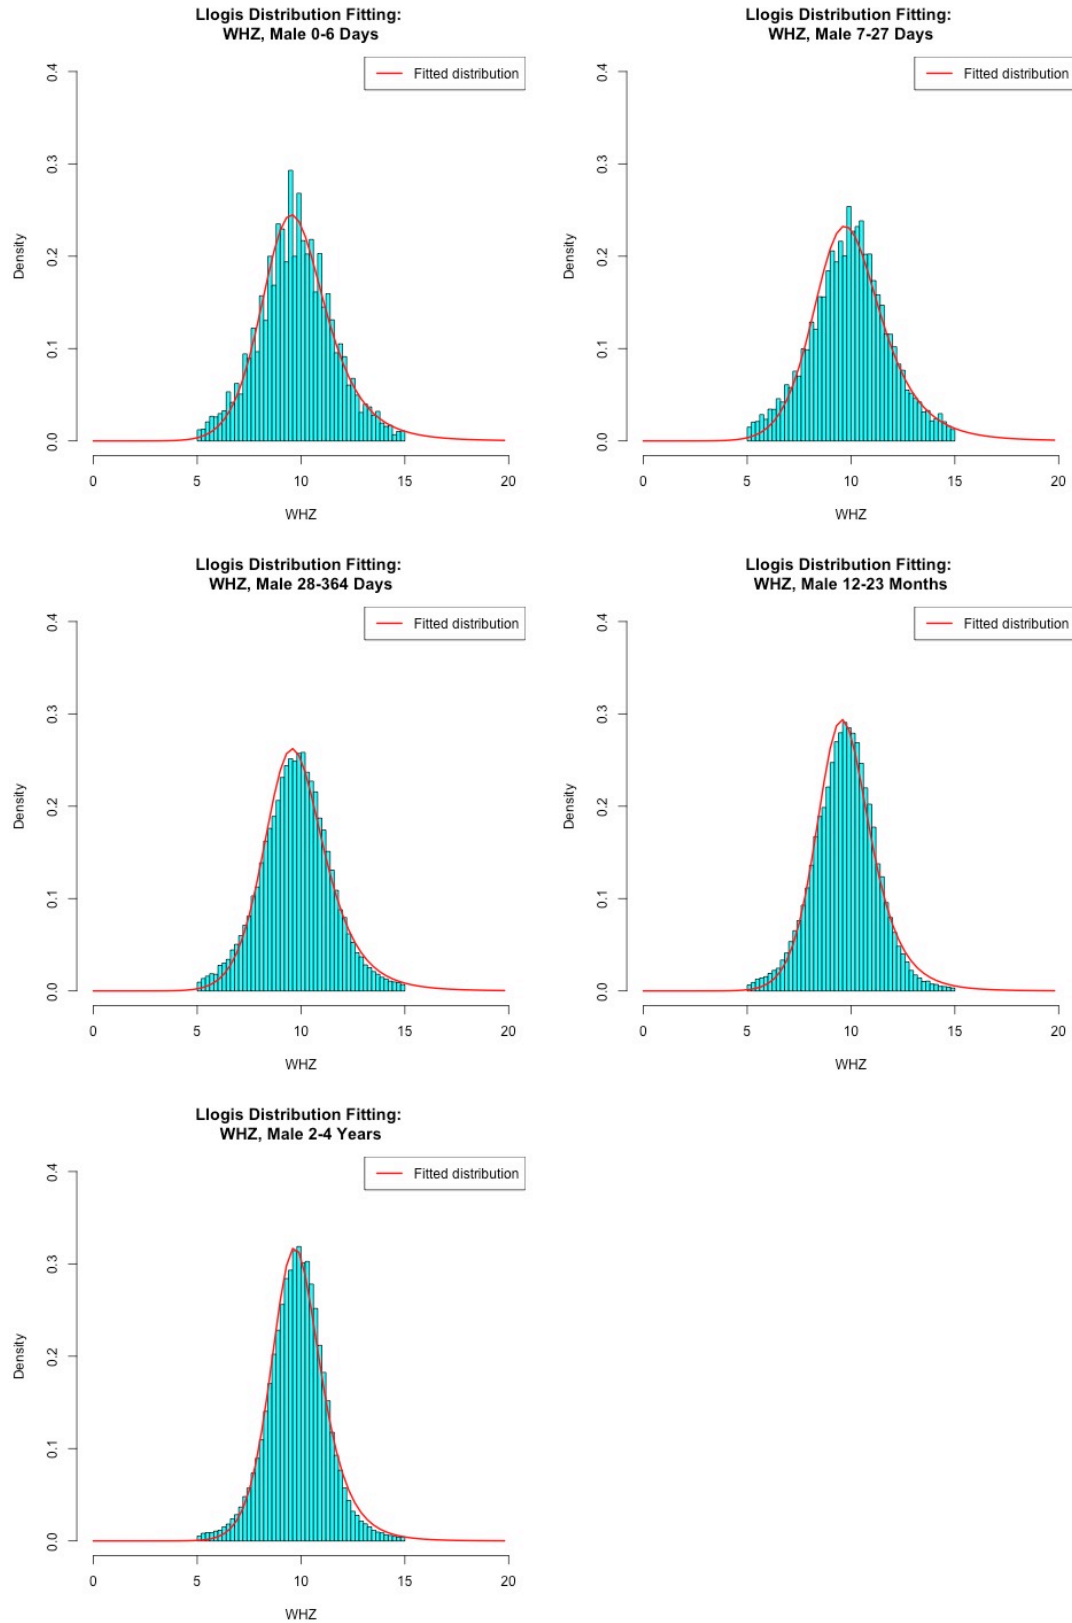 Llogis Distribution Fitting:
WHZ, Male 0-6 Days
Fitted distribution
Density
0.0
0.1
0.2
0.3
0.4
0
5
10
15
20
WHZ
Llogis Distribution Fitting:
WHZ, Male 7-27 Days
Fitted distribution
Density
0.0
0.1
0.2
0.3
0.4
0
5
10
15
20
WHZ
Llogis Distribution Fitting:
WHZ, Male 28-364 Days
Fitted distribution
Density
0.0
0.1
0.2
0.3
0.4
0
5
10
15
20
WHZ
Llogis Distribution Fitting:
WHZ, Male 12-23 Months
Fitted distribution
Density
0.0
0.1
0.2
0.3
0.4
0
5
10
15
20
WHZ
Llogis Distribution Fitting:
WHZ, Male 2-4 Years
Fitted distribution
Density
0.0
0.1
0.2
0.3
0.4
0
5
10
15
20
WHZ